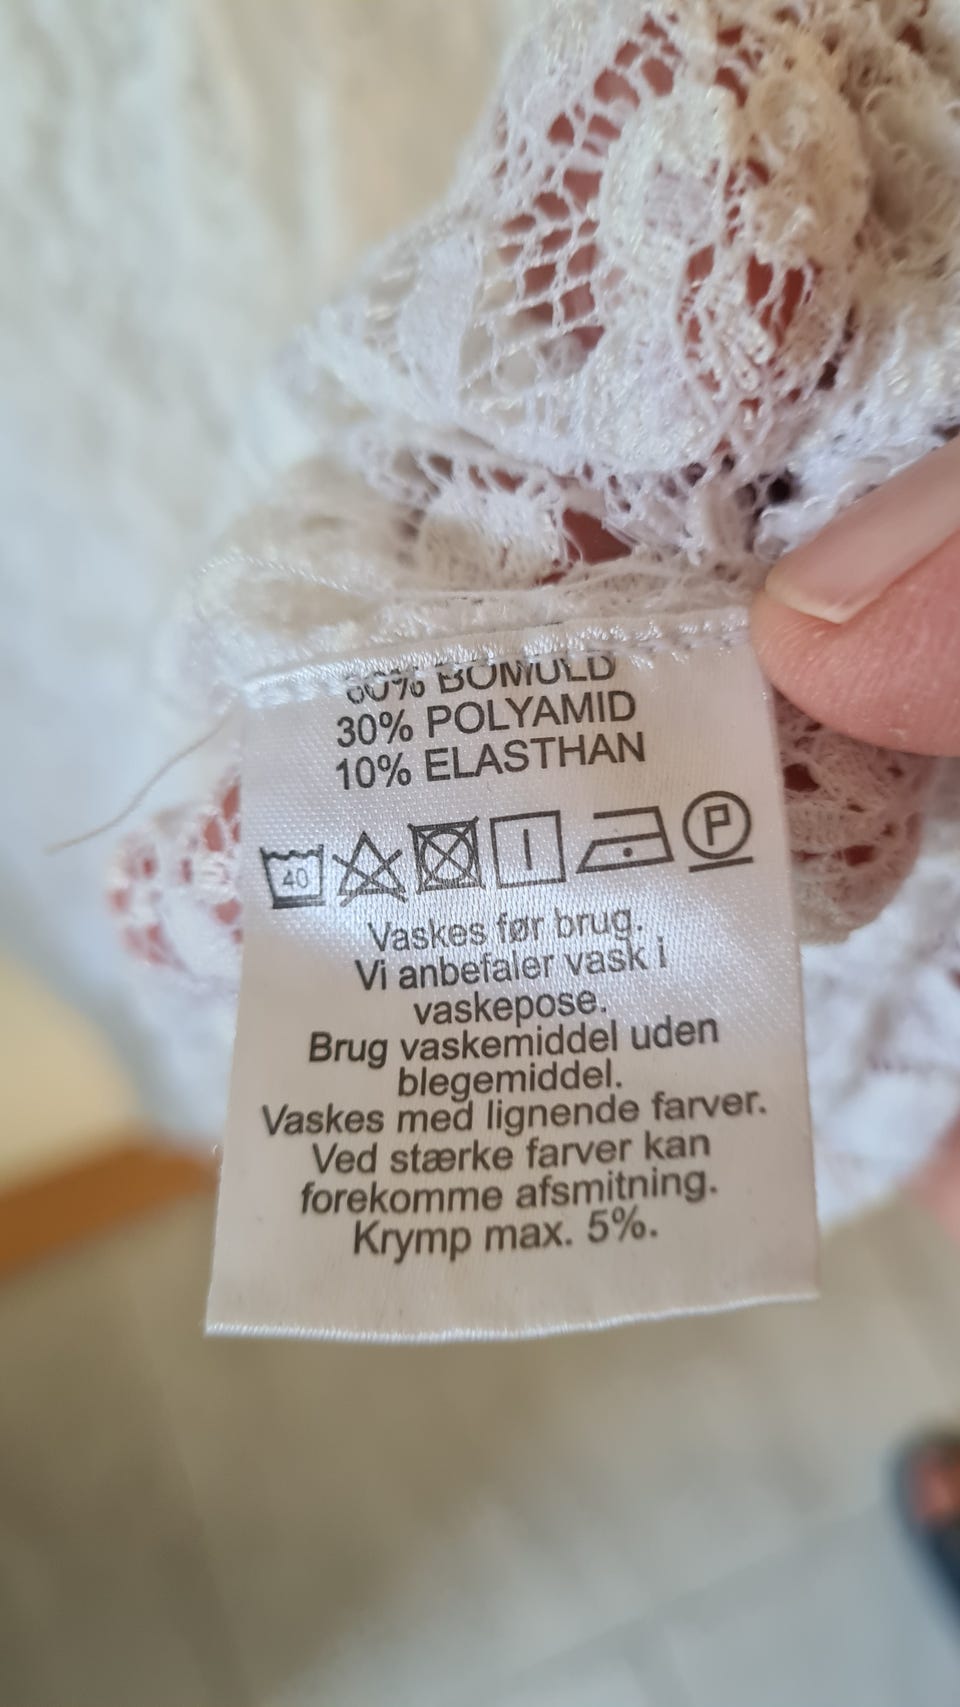 60% BOMULD
30% POLYAMID
10% ELASTHAN
40 P
Vaskes før brug.
Vi anbefaler vask i
vaskepose.
Brug vaskemiddel uden
blegemiddel.
Vaskes med lignende farver.
Ved stærke farver kan
forekomme afsmitning.
Krymp max. 5%.